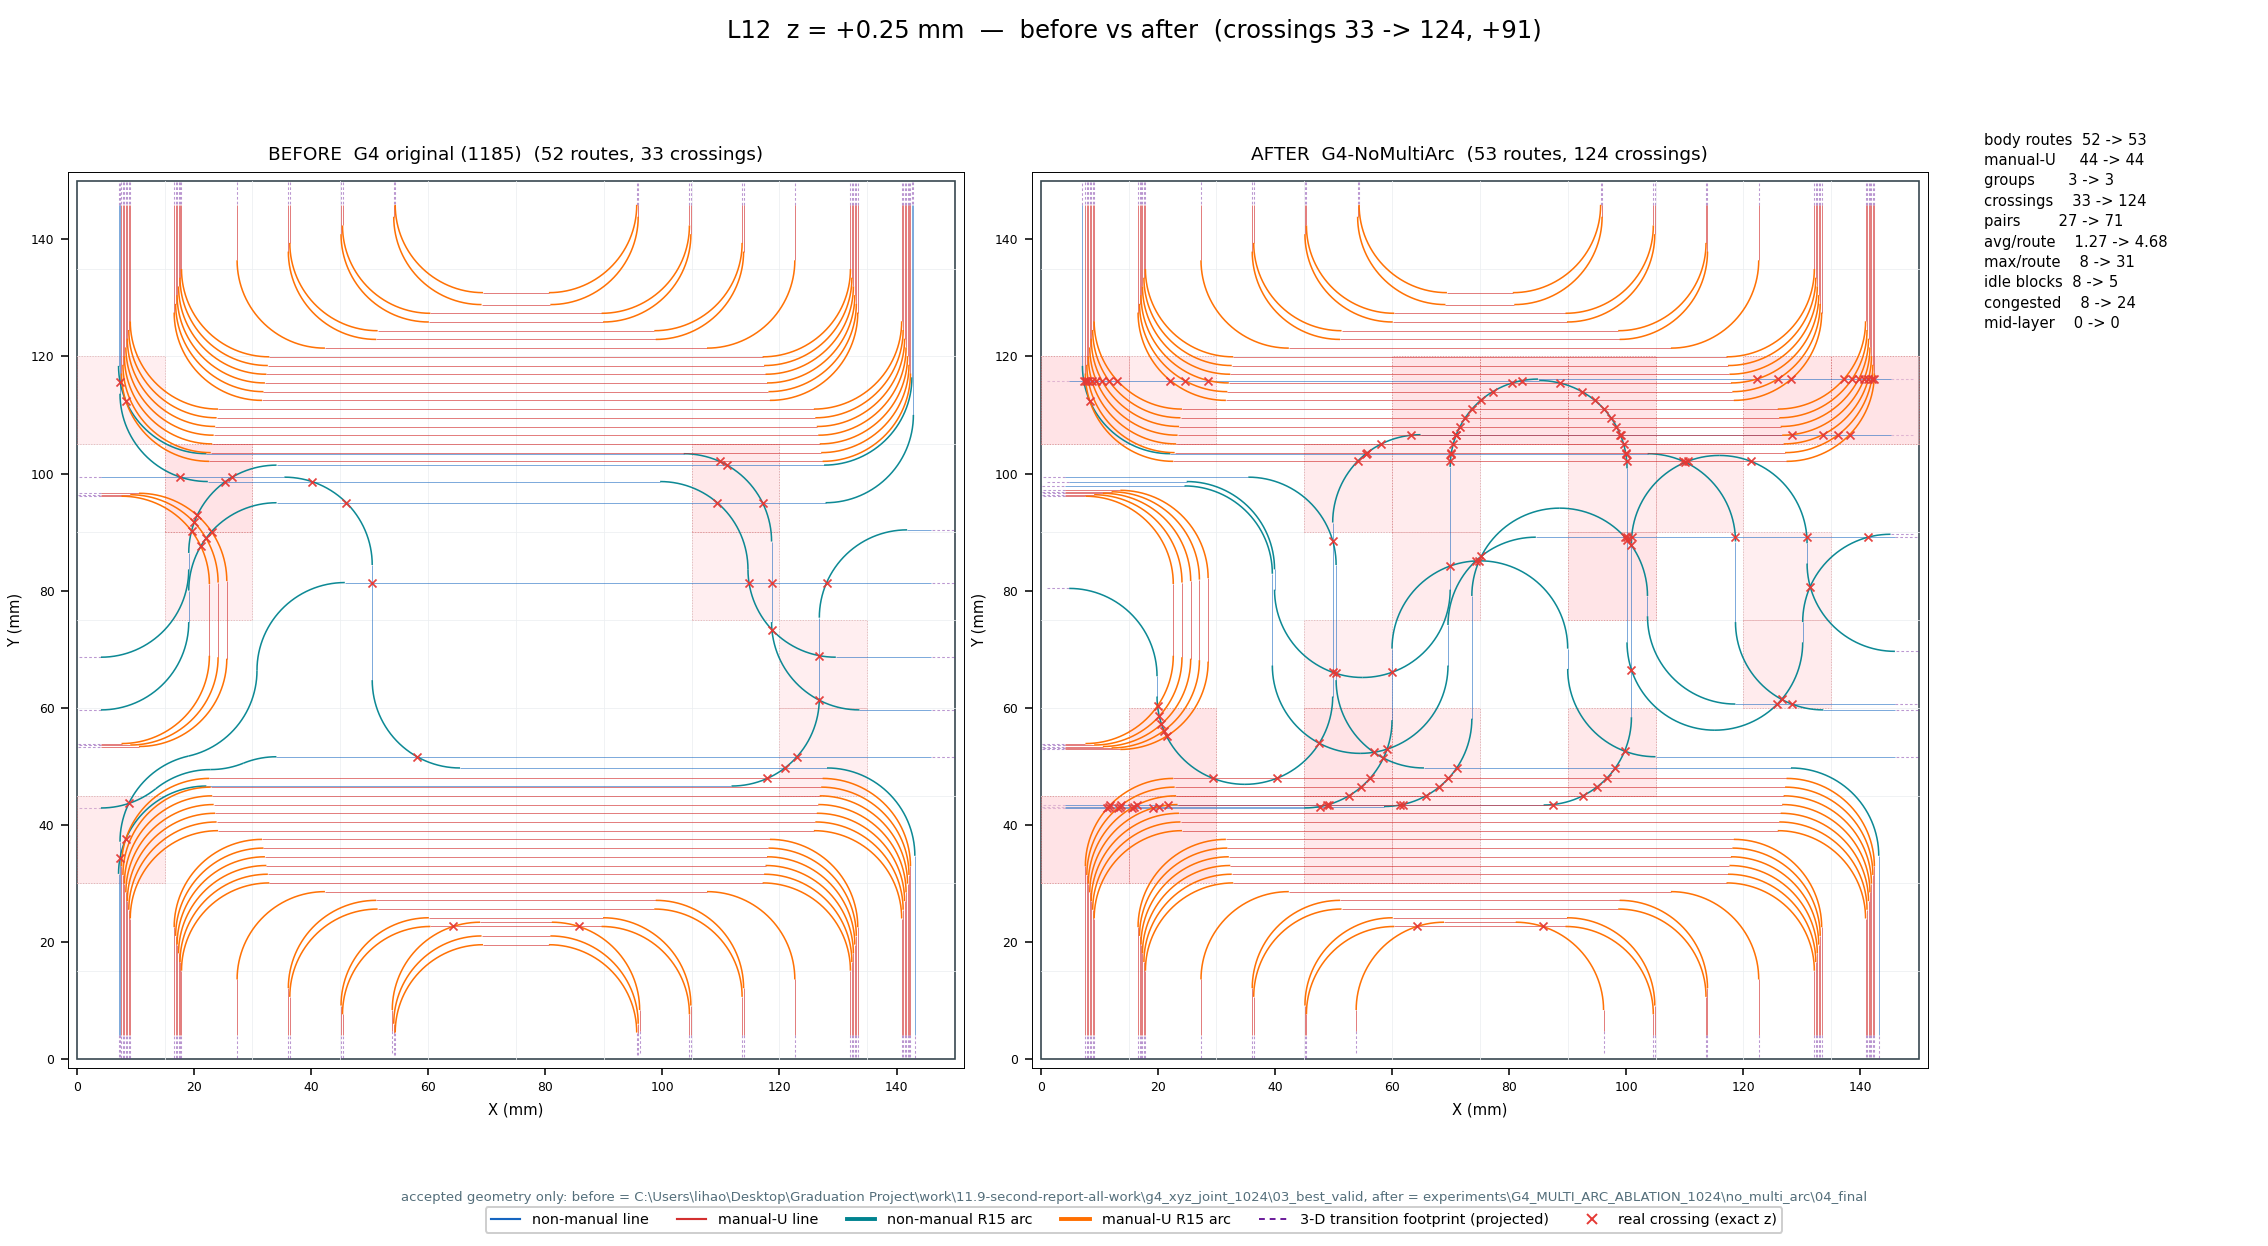 L12 z = +0.25 mm — before vs after (crossings 33 -> 124, +91)
BEFORE G4 original (1185) (52 routes, 33 crossings)
AFTER G4-NoMultiArc (53 routes, 124 crossings)
body routes 52 -> 53
manual-U 44 -> 44
groups 3 -> 3
crossings 33 -> 124
pairs 27 -> 71
avg/route 1.27 -> 4.68
max/route 8 -> 31
idle blocks 8 -> 5
congested 8 -> 24
mid-layer 0 -> 0
Y (mm)
140
120
100
80
60
40
20
0
0 20 40 60 80 100 120 140
X (mm)
Y (mm)
140
120
100
80
60
40
20
0
0 20 40 60 80 100 120 140
X (mm)
accepted geometry only: before = C:\Users\lihao\Desktop\Graduation Project\work\11.9-second-report-all-work\g4_xyz_joint_1024\03_best_valid, after = experiments\G4_MULTI_ARC_ABLATION_1024\no_multi_arc\04_final
non-manual line manual-U line non-manual R15 arc manual-U R15 arc 3-D transition footprint (projected) real crossing (exact z)